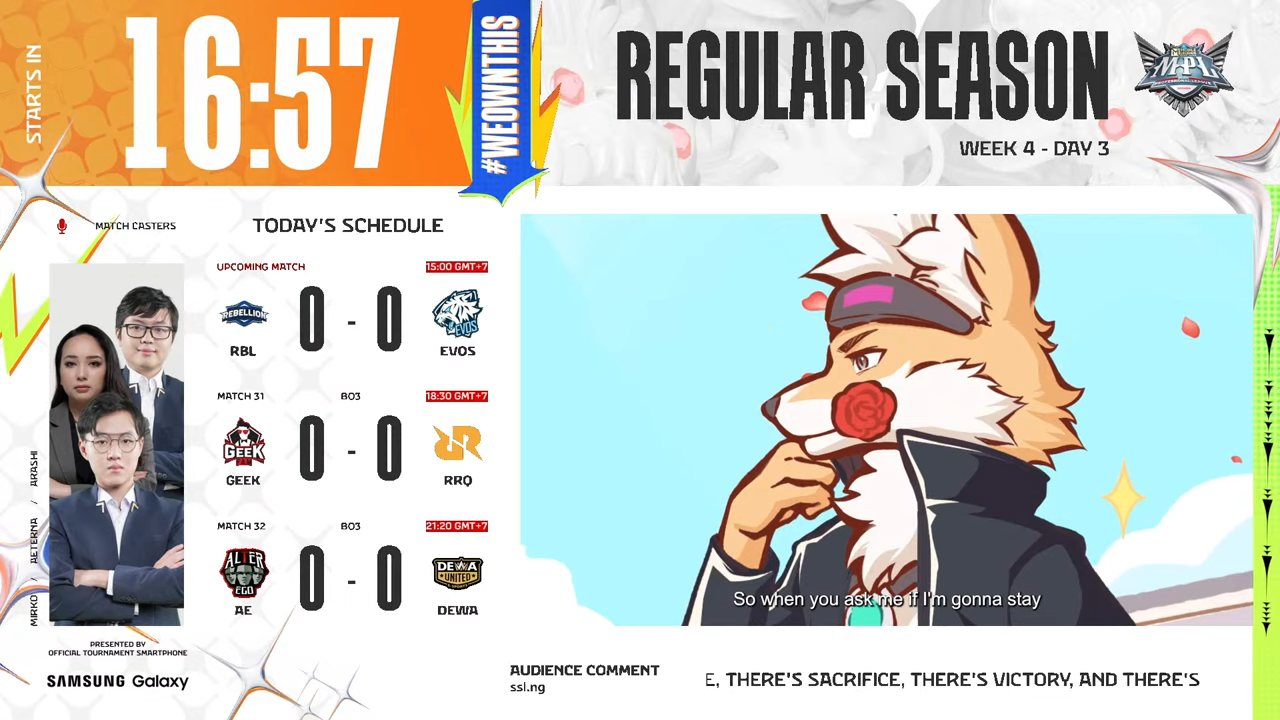 STARTS IN
16:57
#WEOWNTHIS
REGULAR SEASON
WEEK 4 - DAY 3
MPL
MATCH CASTERS
TODAY'S SCHEDULE
UPCOMING MATCH
15:00 GMT+7
REBELLION
0 - 0
EVOS
RBL
EVOS
MATCH 31
BO3
18:30 GMT+7
GEEK
FAM
0 - 0
GEEK
RRQ
MATCH 32
BO3
21:20 GMT+7
ALTER
EGO
0 - 0
DEWA
UNITED
AE
DEWA
MIRKO / AETERNA / ARASHI
PRESENTED BY
OFFICIAL TOURNAMENT SMARTPHONE
SAMSUNG Galaxy
So when you ask me if I'm gonna stay
AUDIENCE COMMENT
ssl.ng
E, THERE'S SACRIFICE, THERE'S VICTORY, AND THERE'S